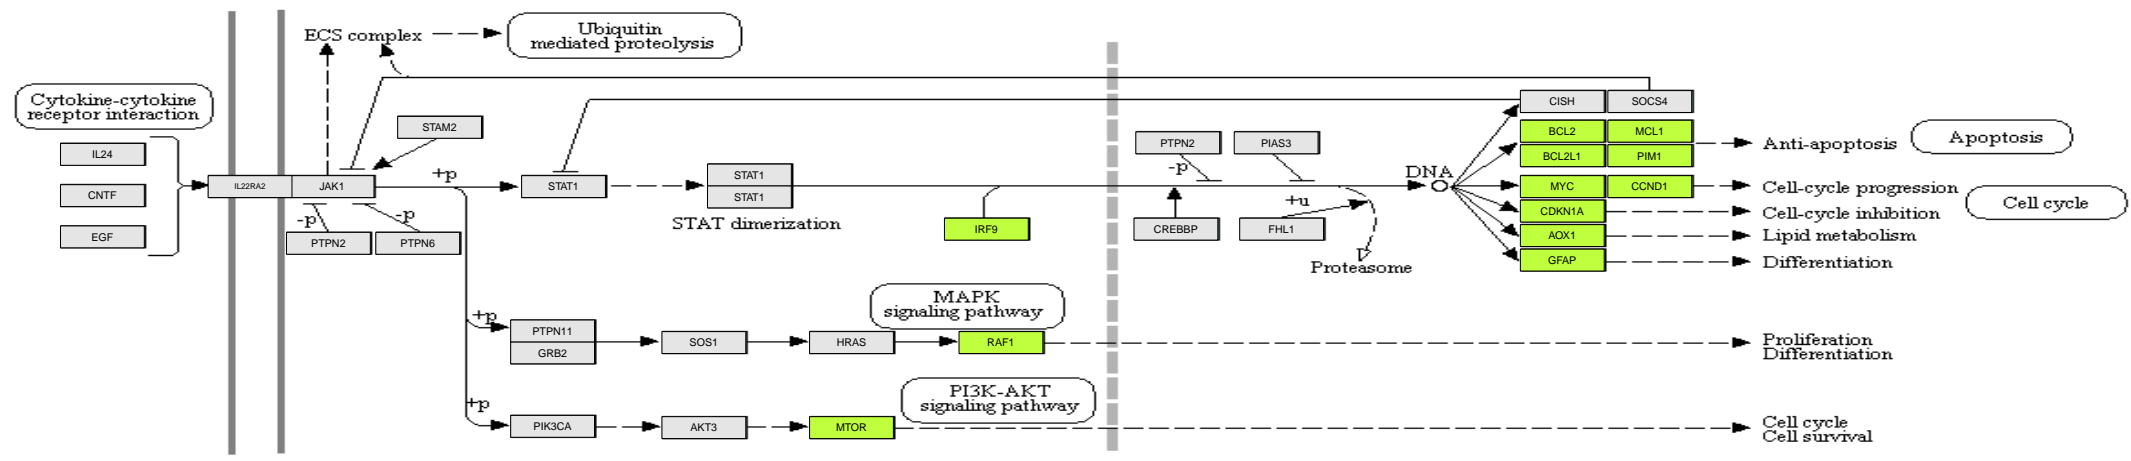 ECS complex
Ubiquitin
mediated proteolysis
Cytokine-cytokine
receptor interaction
IL24
CNTF
EGF
IL22RA2
JAK1
STAM2
-p
-p
PTPN2
PTPN6
+p
STAT1
STAT1
STAT1
STAT dimerization
IRF9
PTPN2
PIAS3
-p
+u
CREBBP
FHL1
Proteasome
DNA
CISH
SOCS4
BCL2
MCL1
BCL2L1
PIM1
MYC
CCND1
CDKN1A
AOX1
GFAP
Anti-apoptosis
Apoptosis
Cell-cycle progression
Cell-cycle inhibition
Cell cycle
Lipid metabolism
Differentiation
+p
PTPN11
GRB2
SOS1
HRAS
MAPK
signaling pathway
RAF1
Proliferation
Differentiation
+p
PIK3CA
AKT3
MTOR
PI3K-AKT
signaling pathway
Cell cycle
Cell survival